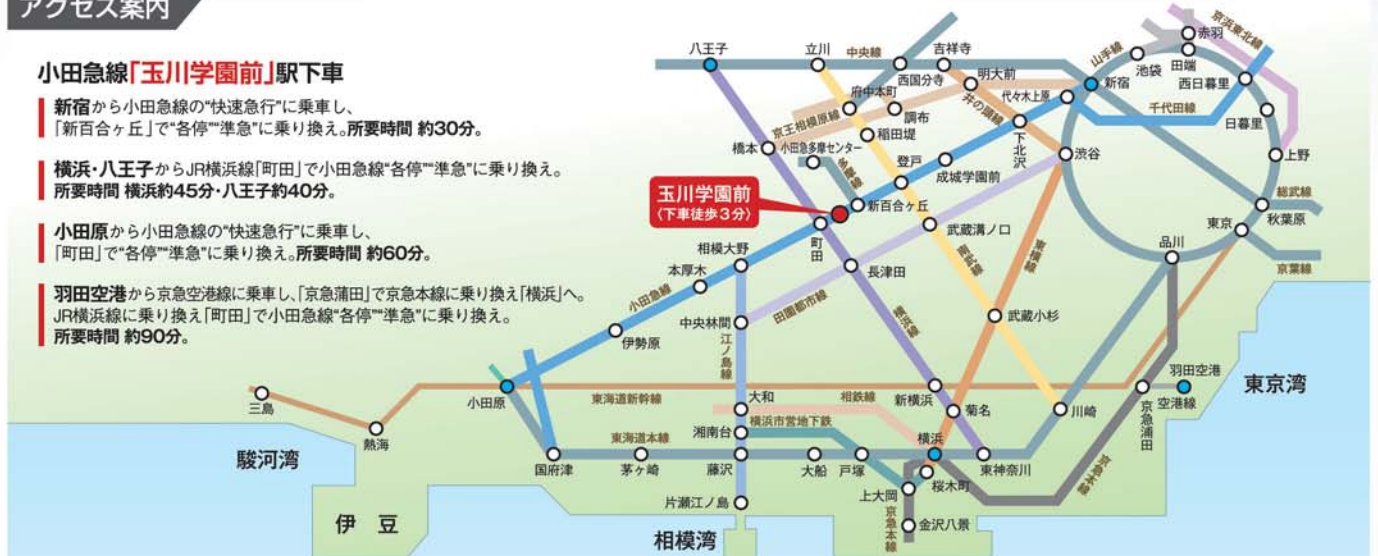 アクセス案内
小田急線「玉川学園前」駅下車
新宿から小田急線の“快速急行”に乗車し、
「新百合ヶ丘」で“各停”“準急”に乗り換え。所要時間 約30分。
横浜・八王子からJR横浜線「町田」で小田急線“各停”“準急”に乗り換え。
所要時間 横浜約45分・八王子約40分。
小田原から小田急線の“快速急行”に乗車し、
「町田」で“各停”“準急”に乗り換え。所要時間 約60分。
羽田空港から京急空港線に乗車し、「京急蒲田」で京急本線に乗り換え「横浜」へ。
JR横浜線に乗り換え「町田」で小田急線“各停”“準急”に乗り換え。
所要時間 約90分。
八王子
立川
中央線
西国分寺
吉祥寺
明大前
山手線
池袋
赤羽
田端
京浜東北線
西日暮里
新宿
代々木上原
千代田線
日暮里
上野
府中本町
調布
井の頭線
京王相模原線
稲田堤
橋本
小田急多摩センター
多摩線
登戸
成城学園前
下北沢
渋谷
総武線
秋葉原
東京
京葉線
品川
玉川学園前
〈下車徒歩3分〉
新百合ヶ丘
町田
武蔵溝ノ口
南武線
東横線
相模大野
本厚木
小田急線
長津田
田園都市線
中央林間
江ノ島線
横浜線
武蔵小杉
伊勢原
小田原
三島
熱海
東海道新幹線
大和
相鉄線
新横浜
菊名
川崎
羽田空港
空港線
京急浦田
東京湾
湘南台
横浜市営地下鉄
東海道本線
国府津
茅ヶ崎
藤沢
大船
戸塚
横浜
東神奈川
桜木町
上大岡
京急本線
金沢八景
京急本線
片瀬江ノ島
駿河湾
伊 豆
相模湾